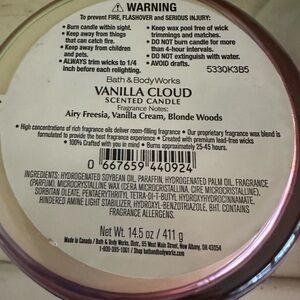 ⚠ WARNING
To prevent FIRE, FLASHOVER and SERIOUS INJURY:
• Burn candle within sight.
• Keep away from things
that can catch fire.
• Keep away from children
and pets.
• ALWAYS trim wicks to 1/4
inch before each relighting.
• Keep wax pool free of wick
trimmings and matches.
• DO NOT burn candle for more
than 4-hour intervals.
• DO NOT extinguish candle
with water.
• AVOID drafts.
5330K3B5
Bath & Body Works
VANILLA CLOUD
SCENTED CANDLE
Fragrance Notes:
Airy Freesia, Vanilla Cream, Blonde Woods
• High concentrations of rich fragrance oils deliver room-filling fragrance • Our proprietary fragrance wax blend is
formulated to provide the best fragrance experience • Created with premium lead-free wicks
• 100% Crafted with you in mind • Burns approximately 25-45 hours.
0 667659 440924
INGREDIENTS: HYDROGENATED SOYBEAN OIL, PARAFFIN, HYDROGENATED PALM OIL, FRAGRANCE
(PARFUM), MICROCRYSTALLINE WAX (CERA MICROCRISTALLINA, CIRE MICROCRISTALLINE),
SORBITAN OLEATE, PENTAERYTHRITYL TETRA-DI-T-BUTYL HYDROXYHYDROCINNAMATE,
HINDERED AMINE LIGHT STABILIZER, HYDROXYL-BENZOTRIAZOLE, BHT. CONTAINS
FRAGRANCE ALLERGENS.
Net Wt. 14.5 oz / 411 g
Made in Canada / Bath & Body Works, Distr., 95 West Main Street, New Albany, OH 43054
1-800-395-1001 / Shop bathandbodyworks.com